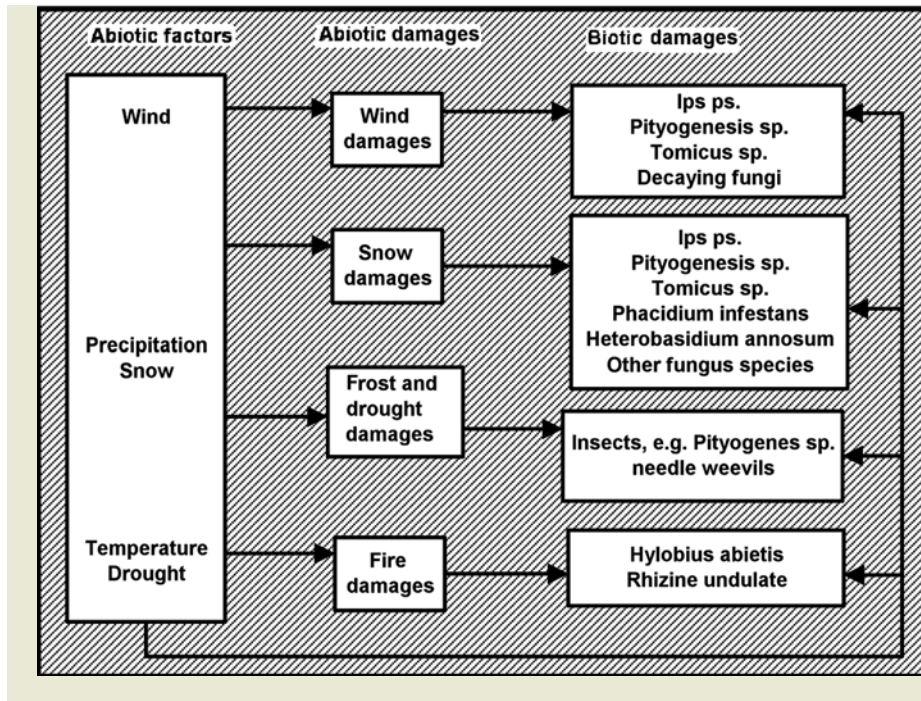 Abiotic factors
Abiotic damages
Biotic damages
Wind
Precipitation
Snow
Temperature
Drought
Wind
damages
Snow
damages
Frost and
drought
damages
Fire
damages
Ips ps.
Pityogenesis sp.
Tomicus sp.
Decaying fungi
Ips ps.
Pityogenesis sp.
Tomicus sp.
Phacidium infestans
Heterobasidium annosum
Other fungus species
Insects, e.g. Pityogenes sp.
needle weevils
Hylobius abietis
Rhizine undulate